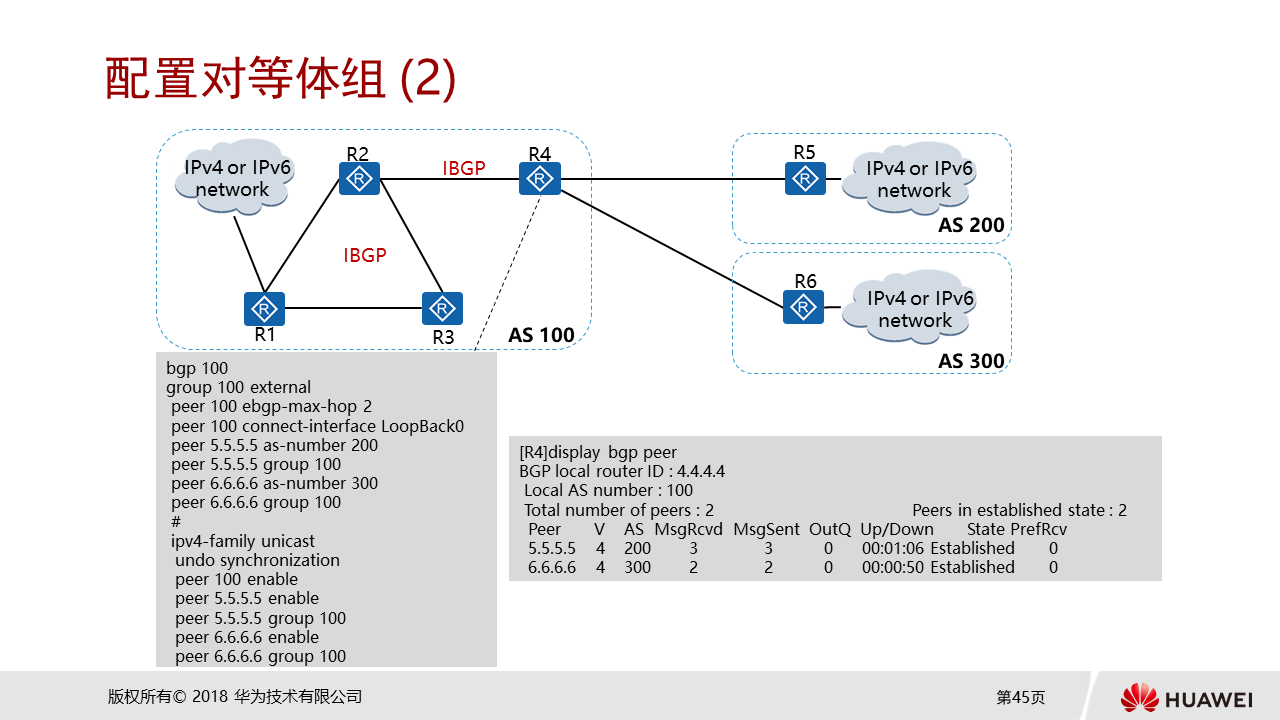 配置对等体组 (2)
IPv4 or IPv6
network
R2
IBGP
R4
R5
IPv4 or IPv6
network
AS 200
IBGP
R1
R3
AS 100
R6
IPv4 or IPv6
network
AS 300
bgp 100
group 100 external
peer 100 ebgp-max-hop 2
peer 100 connect-interface LoopBack0
peer 5.5.5.5 as-number 200
peer 5.5.5.5 group 100
peer 6.6.6.6 as-number 300
peer 6.6.6.6 group 100
#
ipv4-family unicast
undo synchronization
peer 100 enable
peer 5.5.5.5 enable
peer 5.5.5.5 group 100
peer 6.6.6.6 enable
peer 6.6.6.6 group 100
[R4]display bgp peer
BGP local router ID : 4.4.4.4
Local AS number : 100
Total number of peers : 2 Peers in established state : 2
Peer V AS MsgRcvd MsgSent OutQ Up/Down State PrefRcv
5.5.5.5 4 200 3 3 0 00:01:06 Established 0
6.6.6.6 4 300 2 2 0 00:00:50 Established 0
版权所有© 2018 华为技术有限公司
第45页
HUAWEI